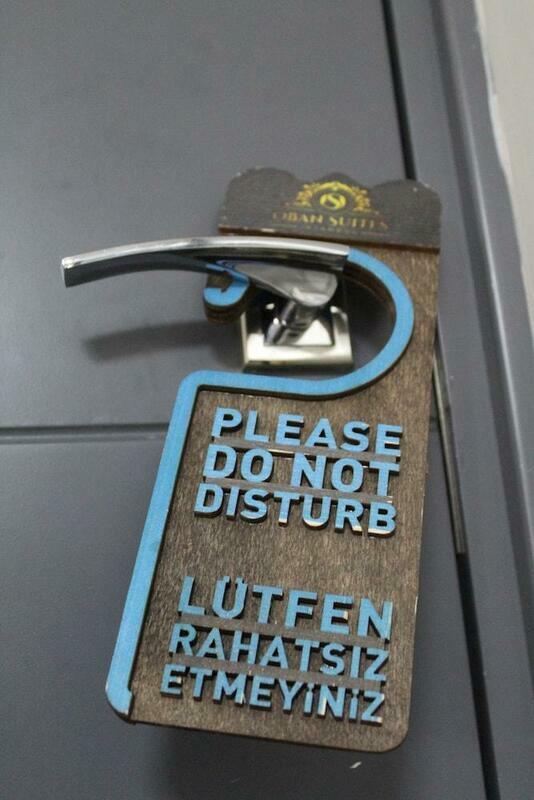 OBAN SUITES
PLEASE
DO NOT
DISTURB
LÜTFEN
RAHATSIZ
ETMEYİNİZ